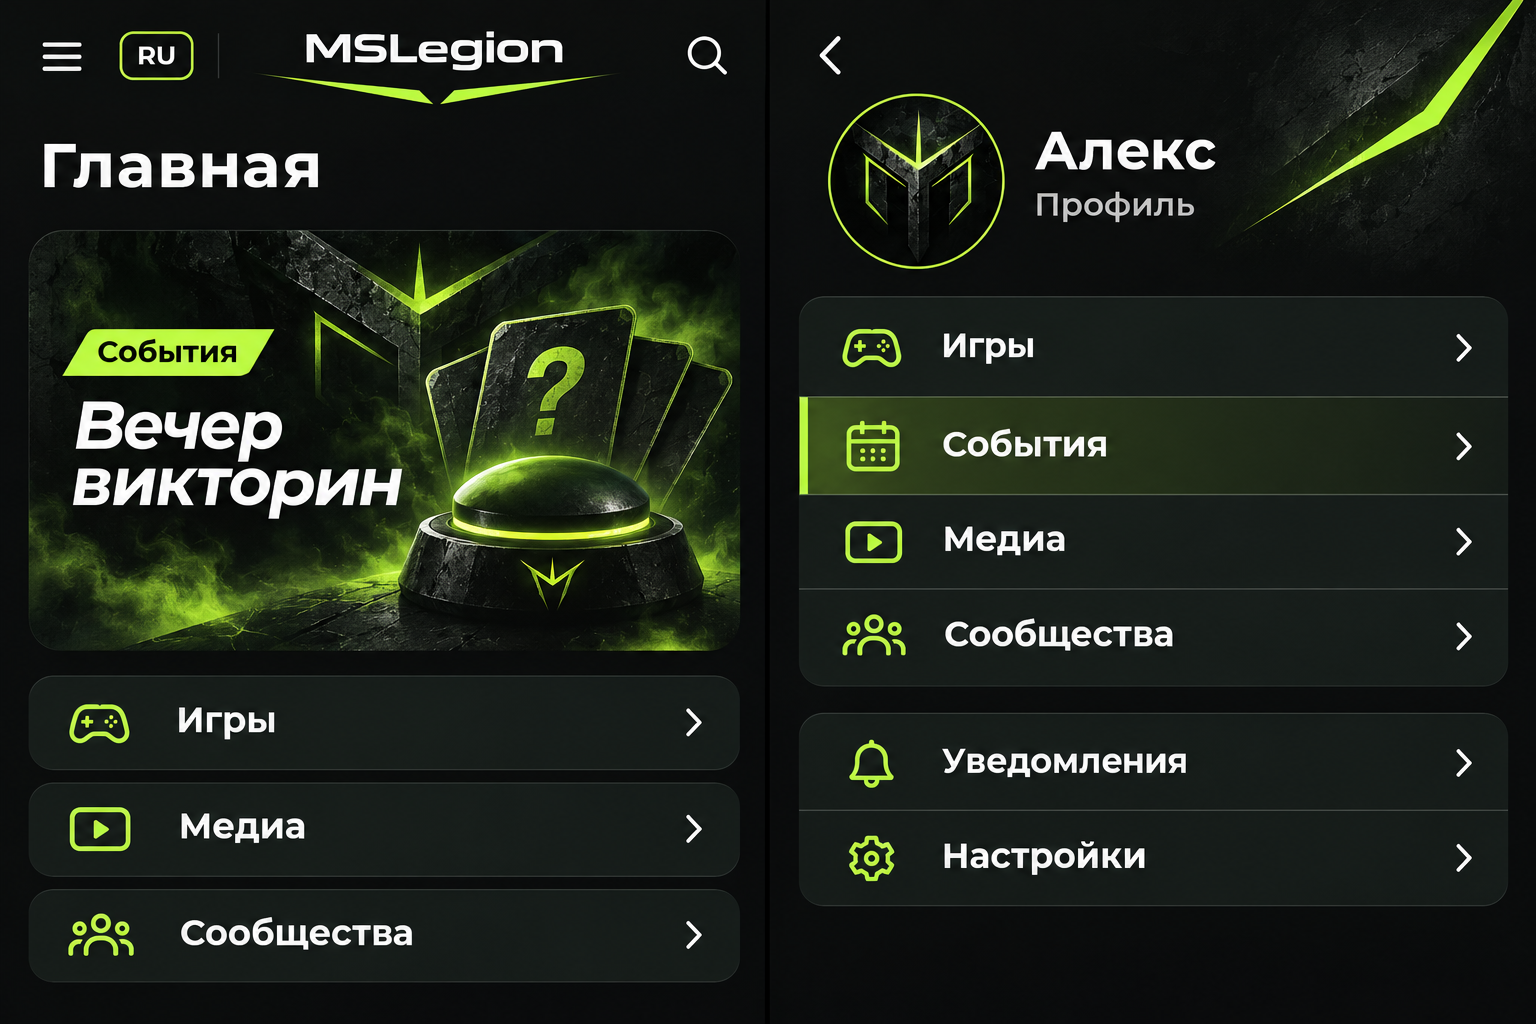 RU
MSLegion
Главная
События
Вечер
викторин
?
Игры
Медиа
Сообщества
Алекс
Профиль
Игры
События
Медиа
Сообщества
Уведомления
Настройки